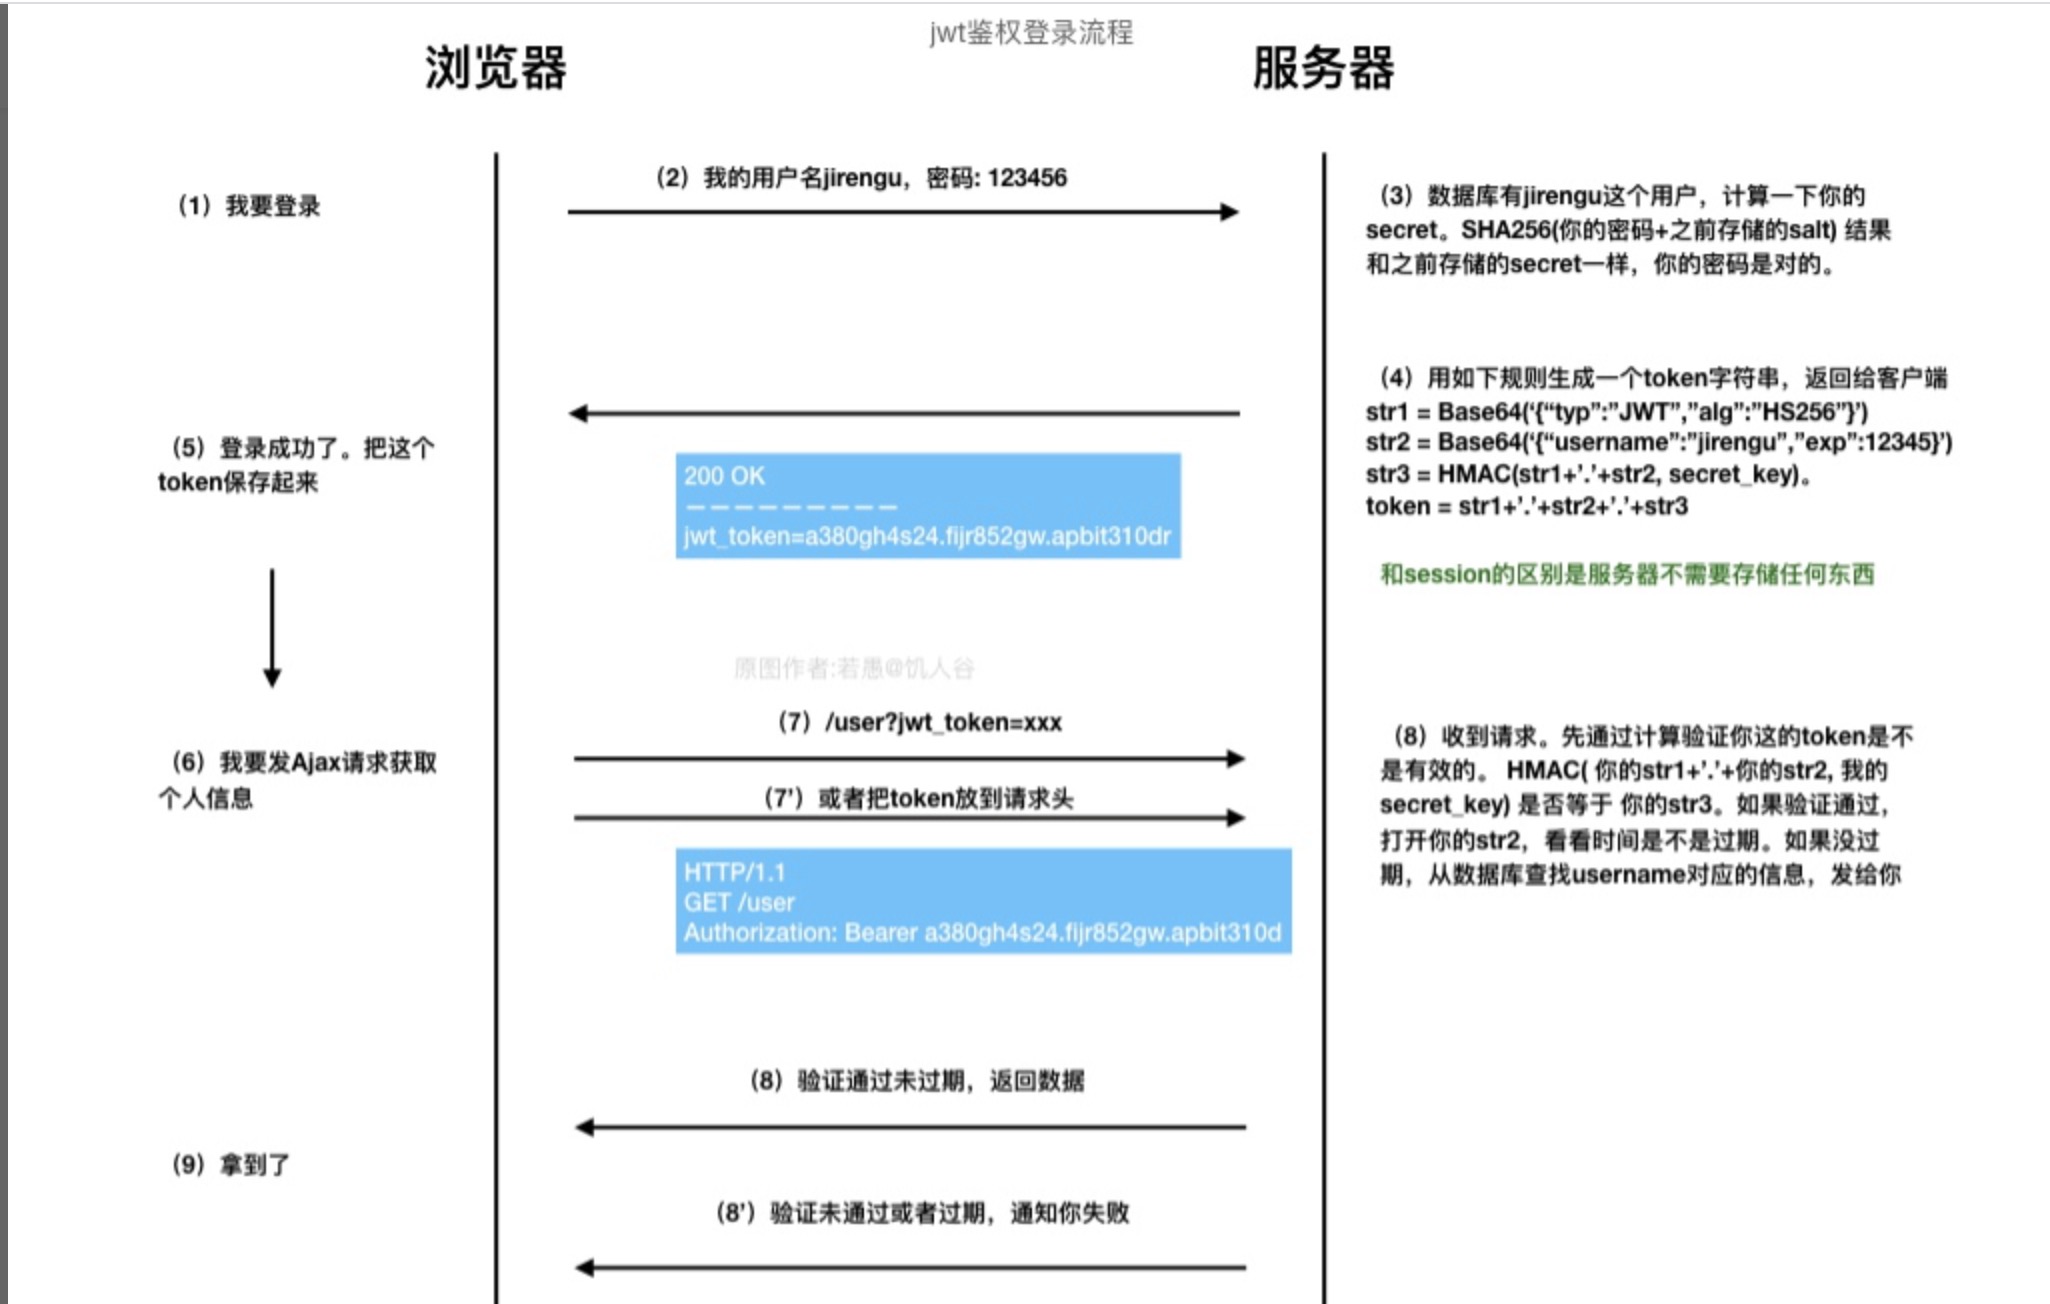 jwt鉴权登录流程
浏览器
服务器
（1）我要登录
（2）我的用户名jirengu，密码: 123456
（3）数据库有jirengu这个用户，计算一下你的
secret。SHA256(你的密码+之前存储的salt) 结果
和之前存储的secret一样，你的密码是对的。
（4）用如下规则生成一个token字符串，返回给客户端
str1 = Base64(‘{“typ”:”JWT”,”alg”:”HS256”}’)
str2 = Base64(‘{“username”:”jirengu”,”exp”:12345}’)
str3 = HMAC(str1+’.’+str2, secret_key)。
token = str1+’.’+str2+’.’+str3
（5）登录成功了。把这个
token保存起来
200 OK
—————————
jwt_token=a380gh4s24.fijr852gw.apbit310dr
和session的区别是服务器不需要存储任何东西
原图作者:若愚@饥人谷
（6）我要发Ajax请求获取
个人信息
（7）/user?jwt_token=xxx
（7’）或者把token放到请求头
HTTP/1.1
GET /user
Authorization: Bearer a380gh4s24.fijr852gw.apbit310d
（8）收到请求。先通过计算验证你这的token是不
是有效的。 HMAC( 你的str1+’.’+你的str2, 我的
secret_key) 是否等于 你的str3。如果验证通过，
打开你的str2，看看时间是不是过期。如果没过
期，从数据库查找username对应的信息，发给你
（8）验证通过未过期，返回数据
（9）拿到了
（8’）验证未通过或者过期，通知你失败